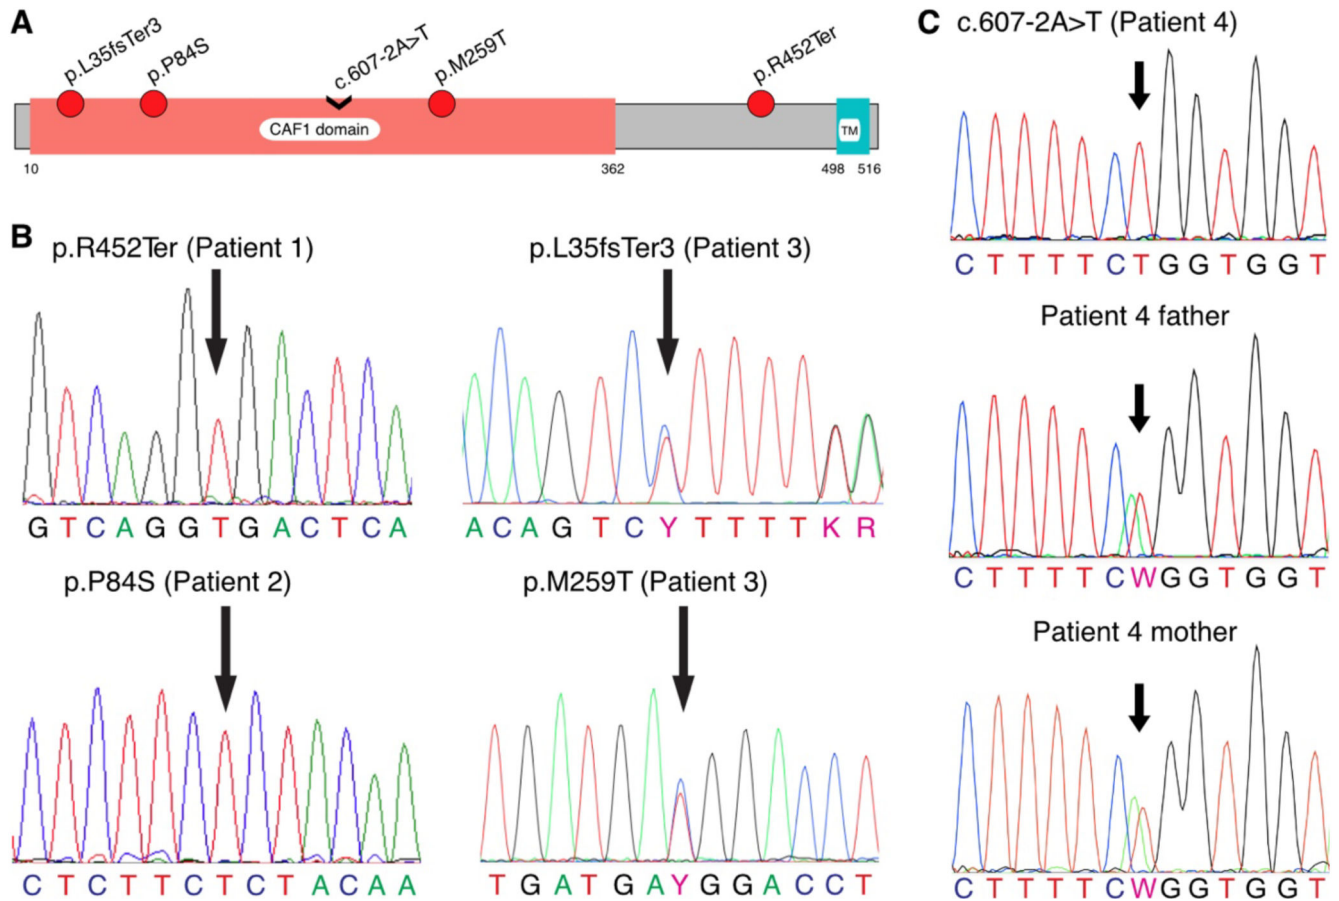 A
p.L35fsTer3
p.P84S
c.607-2A>T
p.M259T
p.R452Ter
CAF1 domain
TM
10
362
498
516
B
p.R452Ter (Patient 1)
G T C A G G T G A C T C A
p.L35fsTer3 (Patient 3)
A C A G T C Y T T T T K R
p.P84S (Patient 2)
C T C T T C T C T A C A A
p.M259T (Patient 3)
T G A T G A Y G G A C C T
C
c.607-2A>T (Patient 4)
C T T T T C T G G T G G T
Patient 4 father
C T T T T C W G G T G G T
Patient 4 mother
C T T T T C W G G T G G T